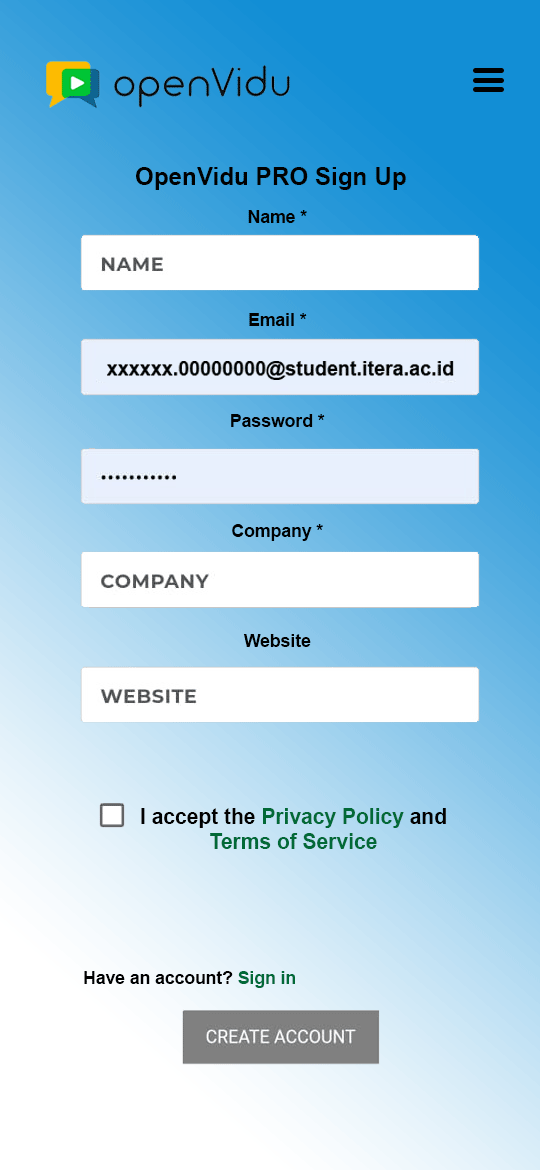 openVidu
OpenVidu PRO Sign Up
Name *
NAME
Email *
xxxxxx.00000000@student.itera.ac.id
Password *
•••••••••••
Company *
COMPANY
Website
WEBSITE
I accept the Privacy Policy and
Terms of Service
Have an account? Sign in
CREATE ACCOUNT